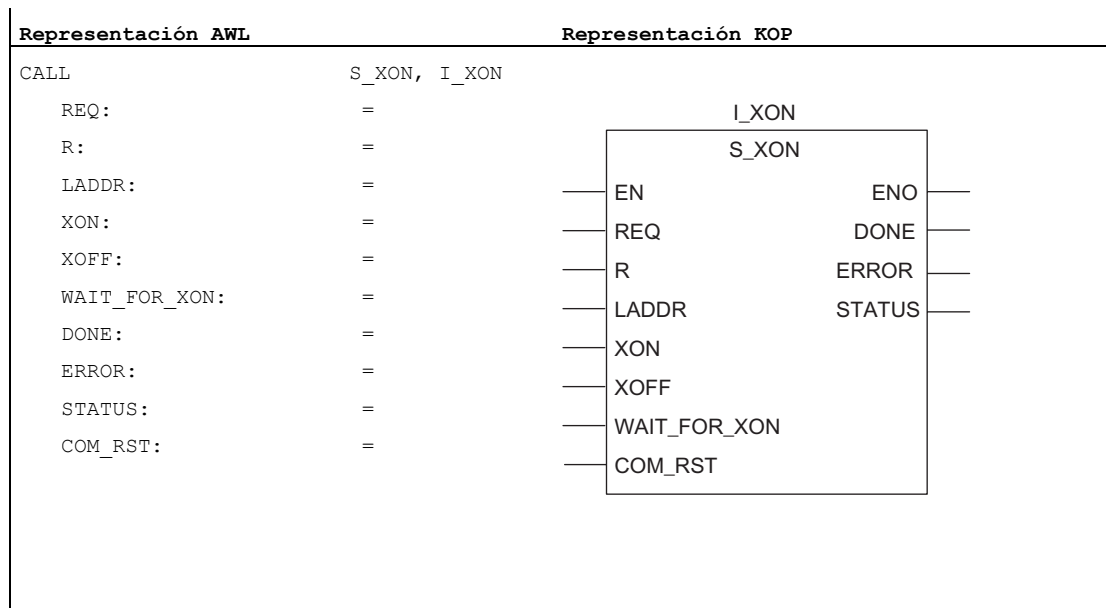 Representación AWL
Representación KOP
CALL S_XON, I_XON
REQ: =
R: =
LADDR: =
XON: =
XOFF: =
WAIT_FOR_XON: =
DONE: =
ERROR: =
STATUS: =
COM_RST: =
I_XON
S_XON
EN ENO
REQ DONE
R ERROR
LADDR STATUS
XON
XOFF
WAIT_FOR_XON
COM_RST